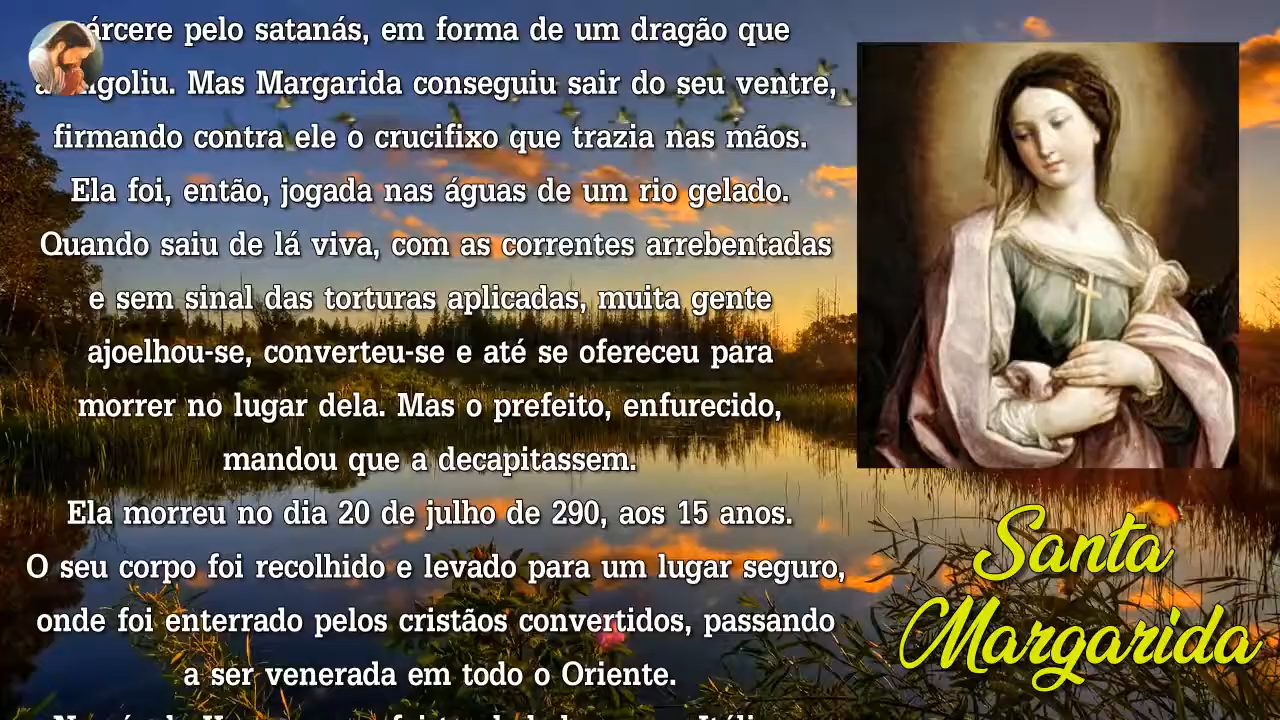 pelo satanás, em forma de um dragão que
Mas Margarida conseguiu sair do seu ventre,
firmando contra ele o crucifixo que trazia nas mãos.
Ela foi, então, jogada nas águas de um rio gelado.
Quando saiu de lá viva, com as correntes arrebentadas
e sem sinal das torturas aplicadas, muita gente
ajoelhou-se, converteu-se e até se ofereceu para
morrer no lugar dela. Mas o prefeito, enfurecido,
mandou que a decapitassem.
Ela morreu no dia 20 de julho de 290, aos 15 anos.
O seu corpo foi recolhido e levado para um lugar seguro,
onde foi enterrado pelos cristãos convertidos, passando
a ser venerada em todo o Oriente.
Santa
Margarida